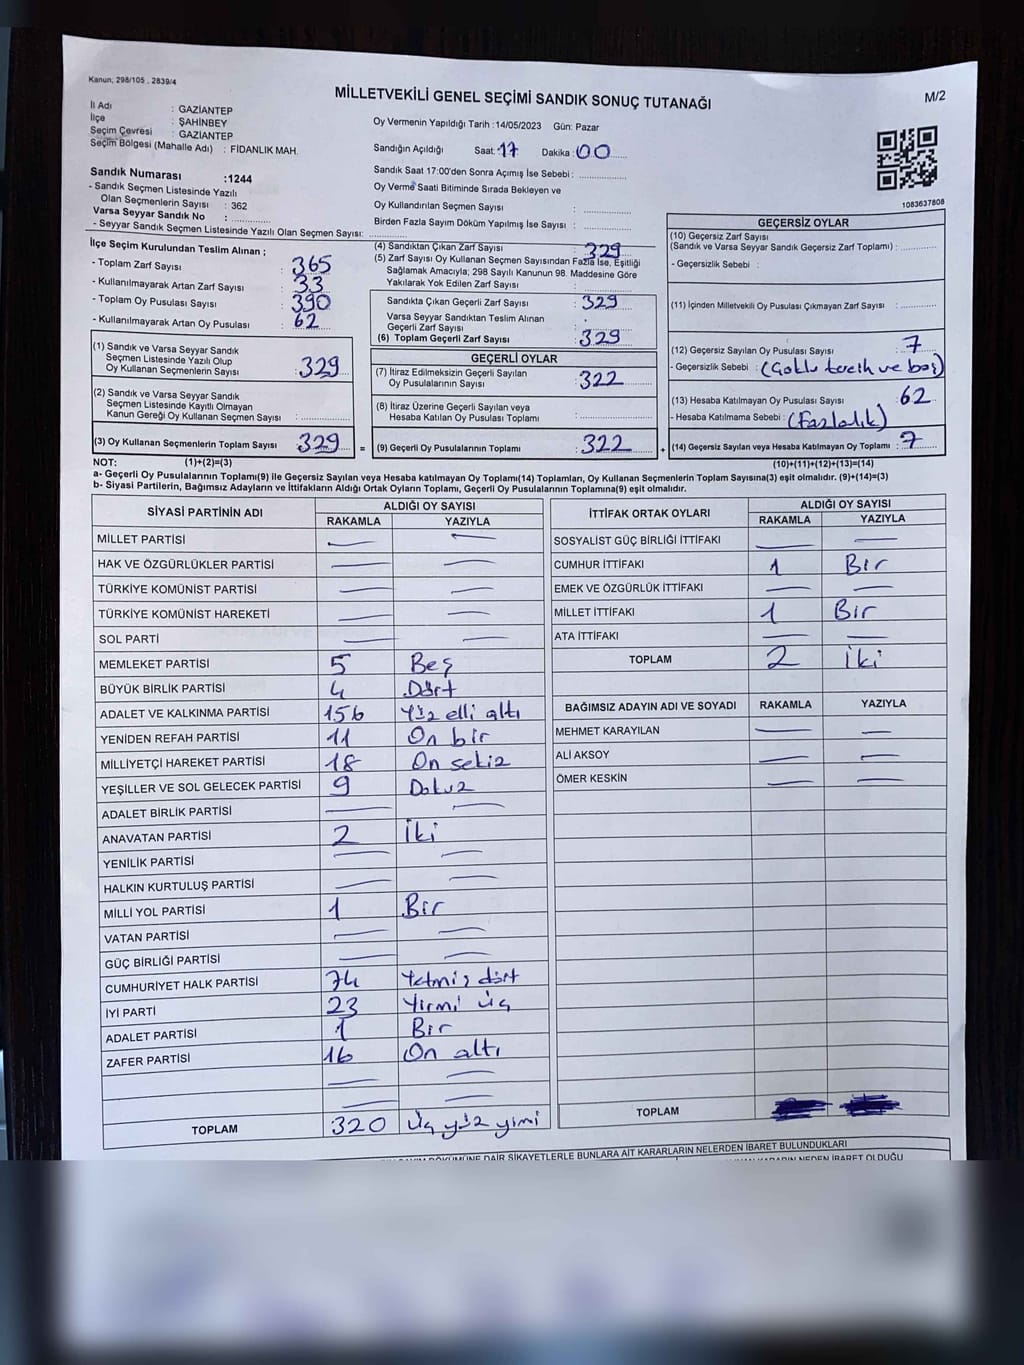 Kanun; 298/105 , 2839/4
MİLLETVEKİLİ GENEL SEÇİMİ SANDIK SONUÇ TUTANAĞI
M/2
İl Adı : GAZİANTEP
İlçe : ŞAHİNBEY
Seçim Çevresi : GAZİANTEP
Seçim Bölgesi (Mahalle Adı) : FİDANLIK MAH.
Sandık Numarası :1244
- Sandık Seçmen Listesinde Yazılı
Olan Seçmenlerin Sayısı : 362
Varsa Seyyar Sandık No :
- Seyyar Sandık Seçmen Listesinde Yazılı Olan Seçmen Sayısı:
Oy Vermenin Yapıldığı Tarih :14/05/2023 Gün: Pazar
Sandığın Açıldığı Saat: 17 Dakika : 00
Sandık Saat 17:00'den Sonra Açımış İse Sebebi :
Oy Verme Saati Bitiminde Sırada Bekleyen ve
Oy Kullandırılan Seçmen Sayısı :
Birden Fazla Sayım Döküm Yapılmış İse Sayısı :
1083637808
İlçe Seçim Kurulundan Teslim Alınan ;
- Toplam Zarf Sayısı : 365
- Kullanılmayarak Artan Zarf Sayısı : 33
- Toplam Oy Pusulası Sayısı : 390
- Kullanılmayarak Artan Oy Pusulası : 62
(4) Sandıktan Çıkan Zarf Sayısı : 329
(5) Zarf Sayısı Oy Kullanan Seçmen Sayısından Fazla İse, Eşitliği
Sağlamak Amacıyla; 298 Sayılı Kanunun 98. Maddesine Göre
Yakılarak Yok Edilen Zarf Sayısı :
Sandıkta Çıkan Geçerli Zarf Sayısı : 329
Varsa Seyyar Sandıktan Teslim Alınan
Geçerli Zarf Sayısı :
(6) Toplam Geçerli Zarf Sayısı : 329
GEÇERSİZ OYLAR
(10) Geçersiz Zarf Sayısı
(Sandık ve Varsa Seyyar Sandık Geçersiz Zarf Toplamı) :
- Geçersizlik Sebebi :
(11) İçinden Milletvekili Oy Pusulası Çıkmayan Zarf Sayısı :
(12) Geçersiz Sayılan Oy Pusulası Sayısı : 7
- Geçersizlik Sebebi : (Çoklu tercih ve boş)
(13) Hesaba Katılmayan Oy Pusulası Sayısı : 62
- Hesaba Katılmama Sebebi : (Fazlalık)
(14) Geçersiz Sayılan veya Hesaba Katılmayan Oy Toplamı : 7
(1) Sandık ve Varsa Seyyar Sandık
Seçmen Listesinde Yazılı Olup
Oy Kullanan Seçmenlerin Sayısı : 329
(2) Sandık ve Varsa Seyyar Sandık
Seçmen Listesinde Kayıtlı Olmayan
Kanun Gereği Oy Kullanan Seçmen Sayısı :
(3) Oy Kullanan Seçmenlerin Toplam Sayısı : 329 =
GEÇERLİ OYLAR
(7) İtiraz Edilmeksizin Geçerli Sayılan
Oy Pusulalarının Sayısı : 322
(8) İtiraz Üzerine Geçerli Sayılan veya
Hesaba Katılan Oy Pusulası Toplamı :
(9) Geçerli Oy Pusulalarının Toplamı : 322 +
NOT: (1)+(2)=(3)
(10)+(11)+(12)+(13)=(14)
a- Geçerli Oy Pusulalarının Toplamı(9) ile Geçersiz Sayılan veya Hesaba katılmayan Oy Toplamı(14) Toplamları, Oy Kullanan Seçmenlerin Toplam Sayısına(3) eşit olmalıdır. (9)+(14)=(3)
b- Siyasi Partilerin, Bağımsız Adayların ve İttifakların Aldığı Ortak Oyların Toplamı, Geçerli Oy Pusulalarının Toplamına(9) eşit olmalıdır.
SİYASİ PARTİNİN ADI ALDIĞI OY SAYISI
RAKAMLA YAZIYLA
MİLLET PARTİSİ — —
HAK VE ÖZGÜRLÜKLER PARTİSİ — —
TÜRKİYE KOMÜNİST PARTİSİ — —
TÜRKİYE KOMÜNİST HAREKETİ — —
SOL PARTİ — —
MEMLEKET PARTİSİ 5 Beş
BÜYÜK BİRLİK PARTİSİ 4 Dört
ADALET VE KALKINMA PARTİSİ 156 Yüz elli altı
YENİDEN REFAH PARTİSİ 11 On bir
MİLLİYETÇİ HAREKET PARTİSİ 18 On sekiz
YEŞİLLER VE SOL GELECEK PARTİSİ 9 Dokuz
ADALET BİRLİK PARTİSİ — —
ANAVATAN PARTİSİ 2 İki
YENİLİK PARTİSİ — —
HALKIN KURTULUŞ PARTİSİ — —
MİLLİ YOL PARTİSİ 1 Bir
VATAN PARTİSİ — —
GÜÇ BİRLİĞİ PARTİSİ — —
CUMHURİYET HALK PARTİSİ 74 Yetmiş dört
İYİ PARTİ 23 Yirmi üç
ADALET PARTİSİ 1 Bir
ZAFER PARTİSİ 16 On altı
— —
— —
TOPLAM 320 Üç yüz yimi
İTTİFAK ORTAK OYLARI ALDIĞI OY SAYISI
RAKAMLA YAZIYLA
SOSYALİST GÜÇ BİRLİĞİ İTTİFAKI — —
CUMHUR İTTİFAKI 1 Bir
EMEK VE ÖZGÜRLÜK İTTİFAKI — —
MİLLET İTTİFAKI 1 Bir
ATA İTTİFAKI — —
TOPLAM 2 İki
BAĞIMSIZ ADAYIN ADI VE SOYADI RAKAMLA YAZIYLA
MEHMET KARAYILAN — —
ALİ AKSOY — —
ÖMER KESKİN — —
TOPLAM
DÖKÜMÜNE DAİR ŞİKAYETLERLE BUNLARA AİT KARARLARIN NELERDEN İBARET BULUNDUKLARI
KARARIN NEDEN İBARET OLDUĞU